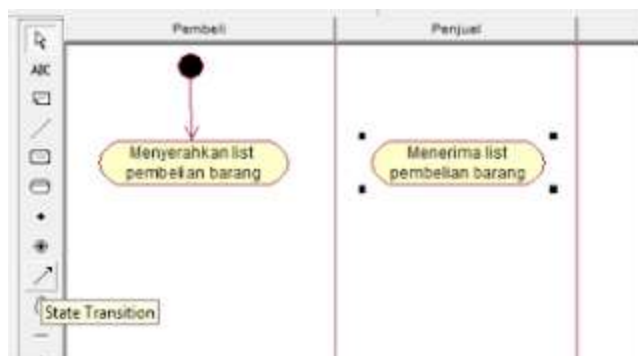 Pembeli
Penjual
ABC
Menyerahkan list
pembelian barang
Menerima list
pembelian barang
State Transition